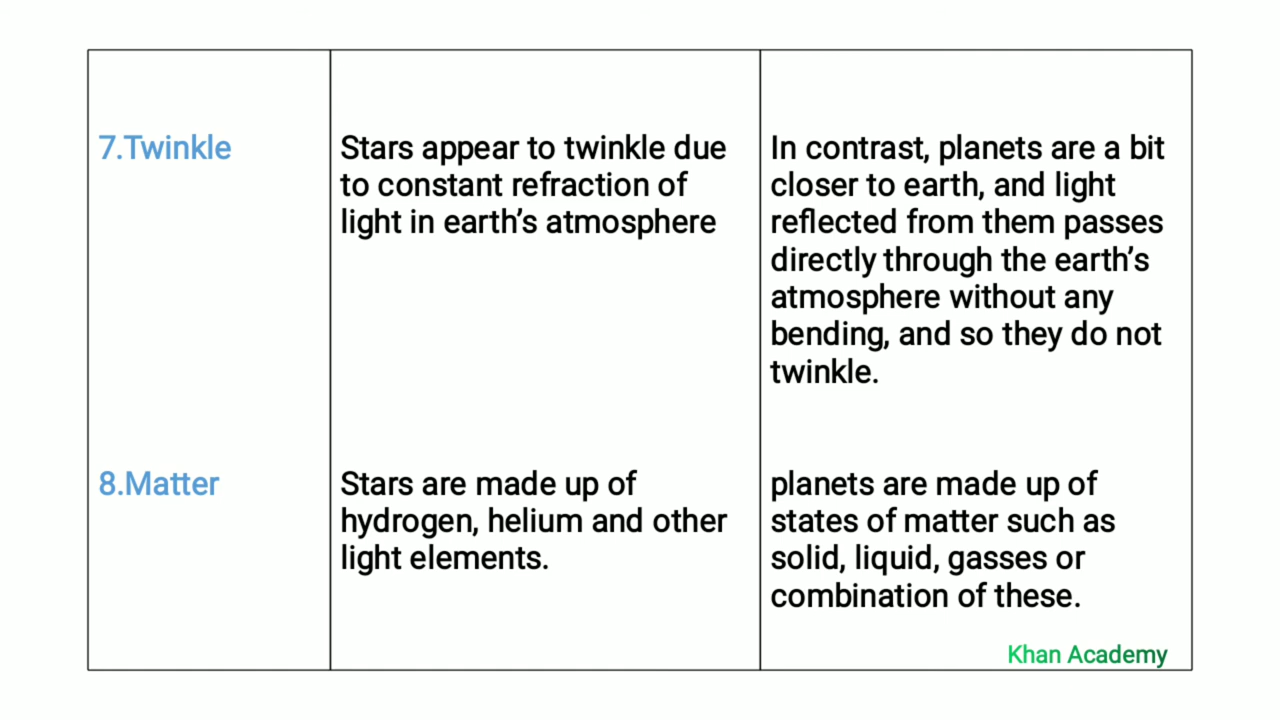 7.Twinkle
Stars appear to twinkle due
to constant refraction of
light in earth’s atmosphere
In contrast, planets are a bit
closer to earth, and light
reflected from them passes
directly through the earth’s
atmosphere without any
bending, and so they do not
twinkle.
8.Matter
Stars are made up of
hydrogen, helium and other
light elements.
planets are made up of
states of matter such as
solid, liquid, gasses or
combination of these.
Khan Academy